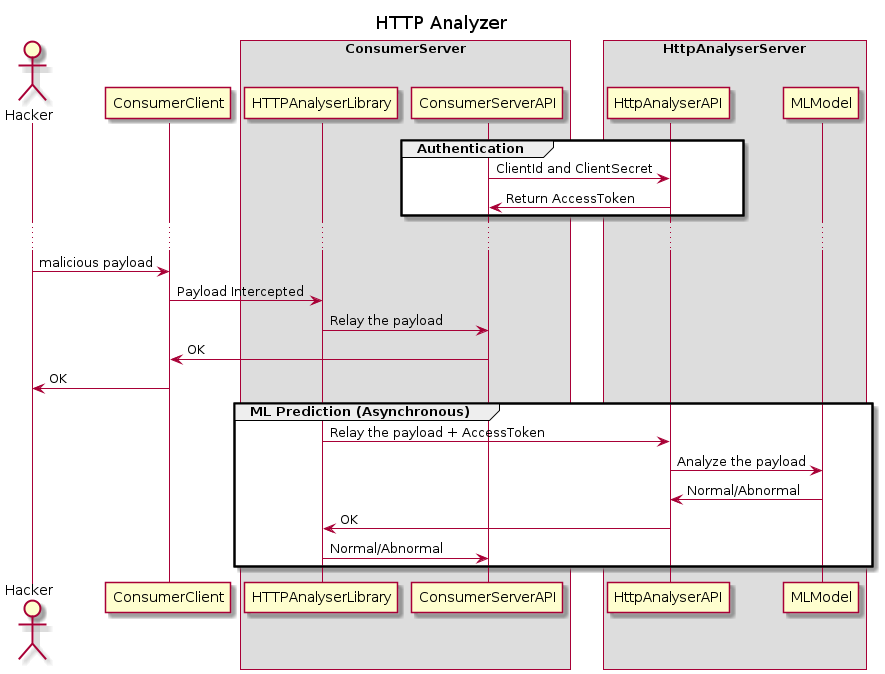 HTTP Analyzer
ConsumerServer
HttpAnalyserServer
Hacker
ConsumerClient
HTTPAnalyserLibrary
ConsumerServerAPI
HttpAnalyserAPI
MLModel
Authentication
ClientId and ClientSecret
Return AccessToken
malicious payload
Payload Intercepted
Relay the payload
OK
OK
ML Prediction (Asynchronous)
Relay the payload + AccessToken
Analyze the payload
Normal/Abnormal
OK
Normal/Abnormal
Hacker
ConsumerClient
HTTPAnalyserLibrary
ConsumerServerAPI
HttpAnalyserAPI
MLModel